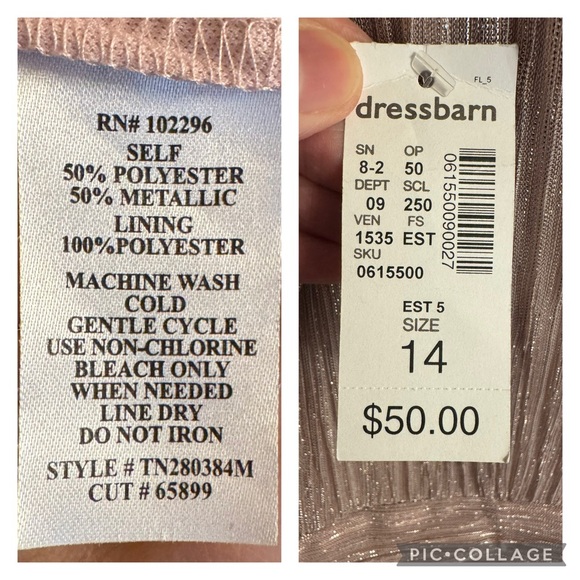 RN# 102296
SELF
50% POLYESTER
50% METALLIC
LINING
100%POLYESTER
MACHINE WASH
COLD
GENTLE CYCLE
USE NON-CHLORINE
BLEACH ONLY
WHEN NEEDED
LINE DRY
DO NOT IRON
STYLE # TN280384M
CUT # 65899
FL_5
dressbarn
SN OP
8-2 50
DEPT SCL
09 250
VEN FS
1535 EST
SKU
0615500
061550090027
EST 5
SIZE
14
$50.00
PIC•COLLAGE